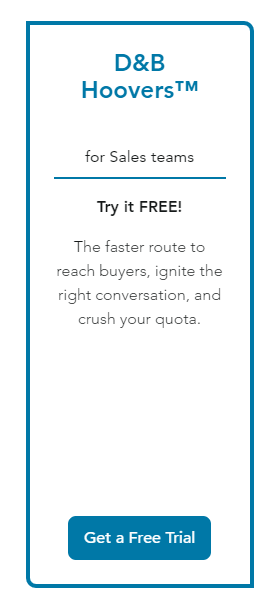 D&B
Hoovers™
for Sales teams
Try it FREE!
The faster route to
reach buyers, ignite the
right conversation, and
crush your quota.
Get a Free Trial